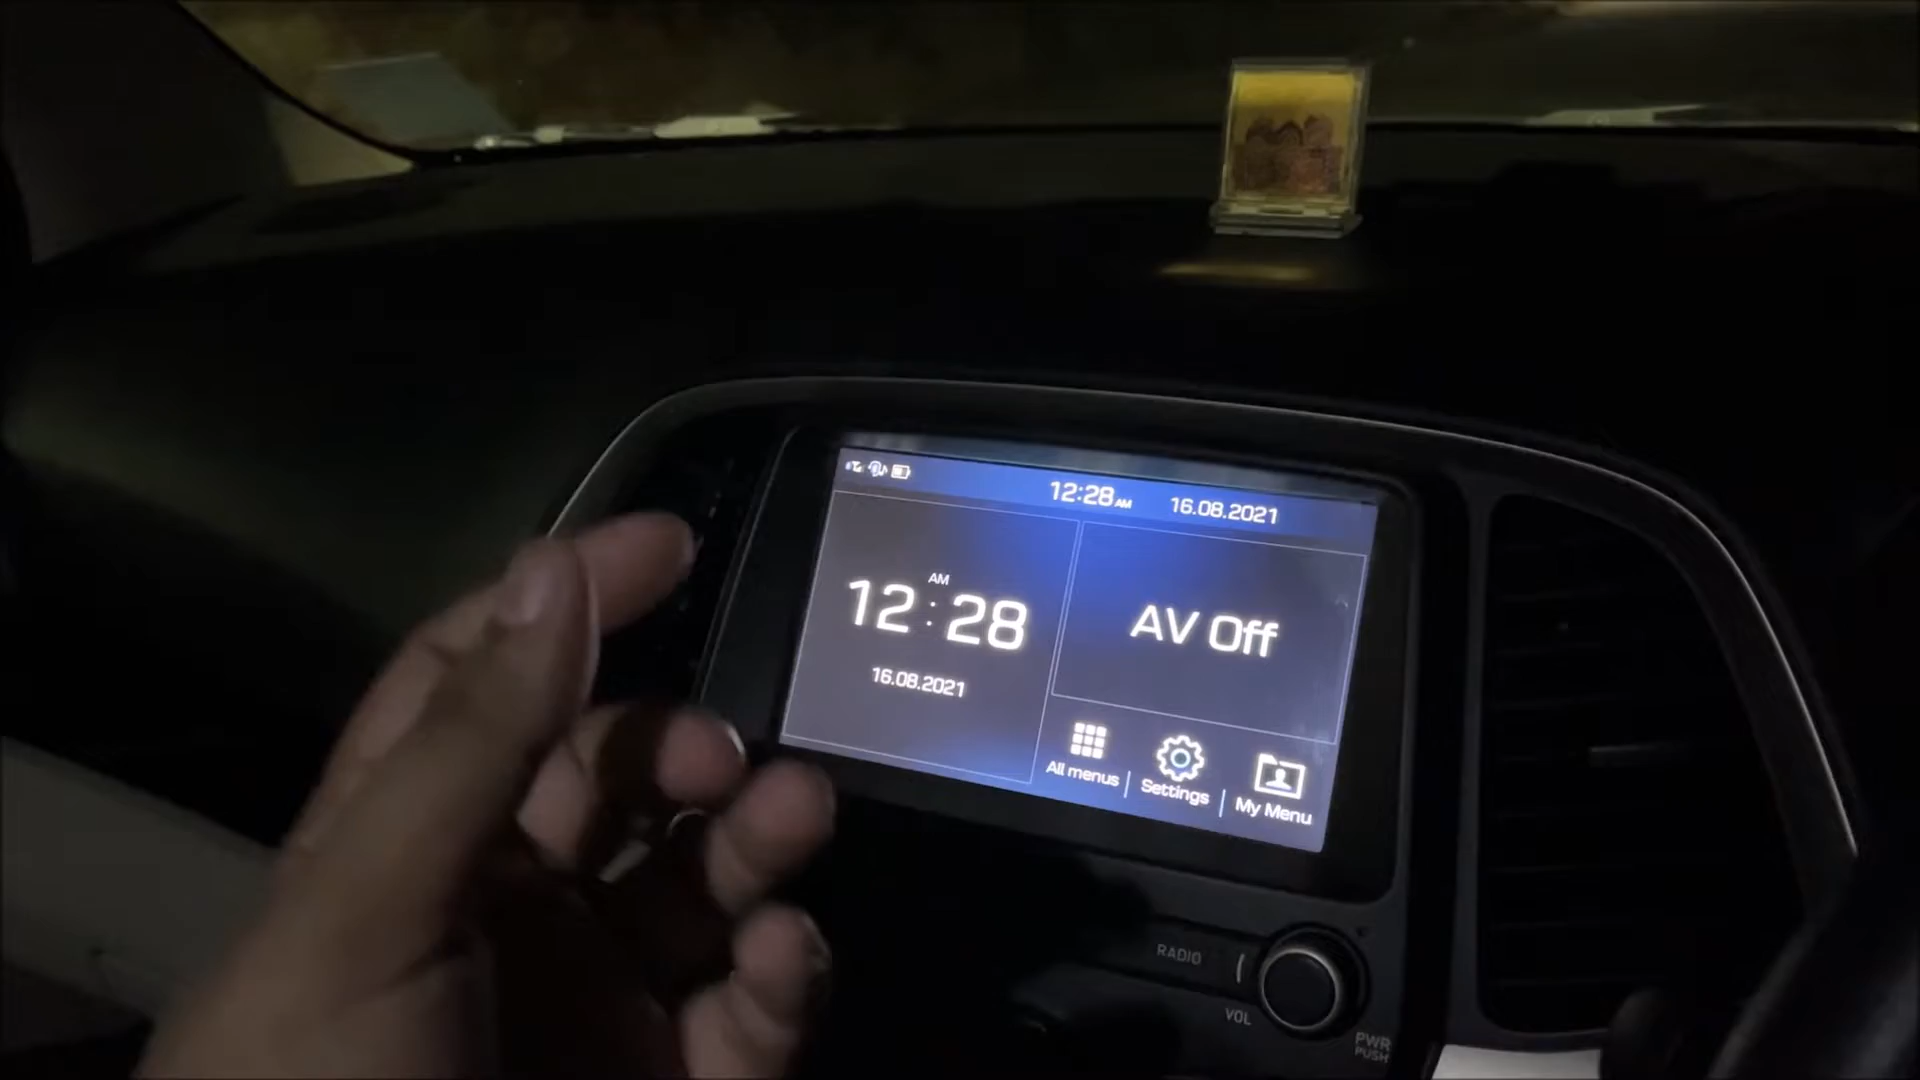 12:28 AM 16.08.2021
AM
12:28
16.08.2021
AV Off
All menus
Settings
My Menu
RADIO
VOL
PWR
PUSH